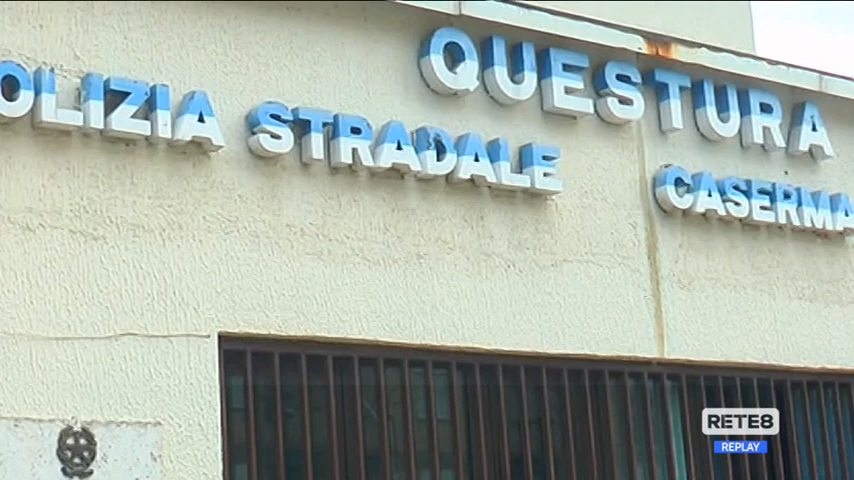 QUESTURA
OLIZIA STRADALE
CASERMA
RETE8
REPLAY